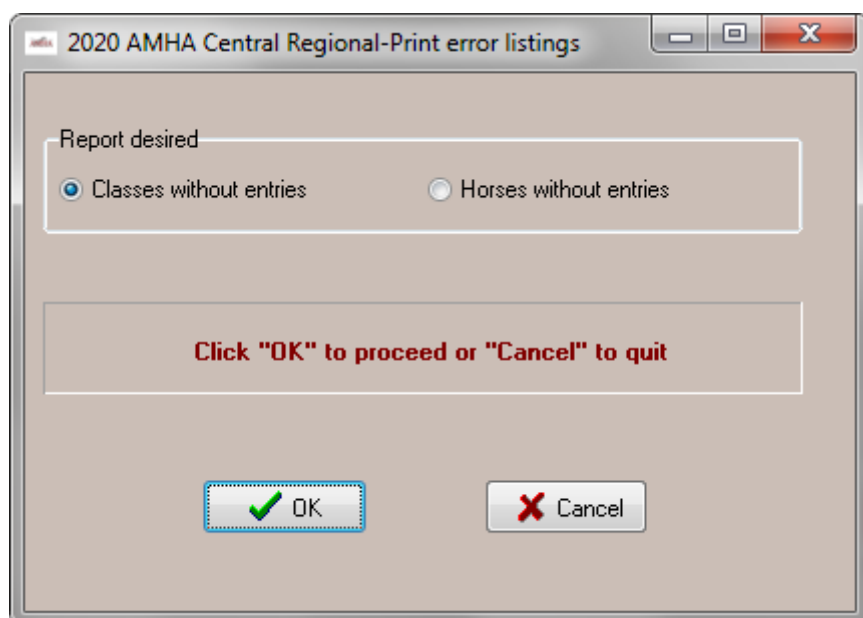 2020 AMHA Central Regional-Print error listings
Report desired
Classes without entries
Horses without entries
Click "OK" to proceed or "Cancel" to quit
OK
Cancel